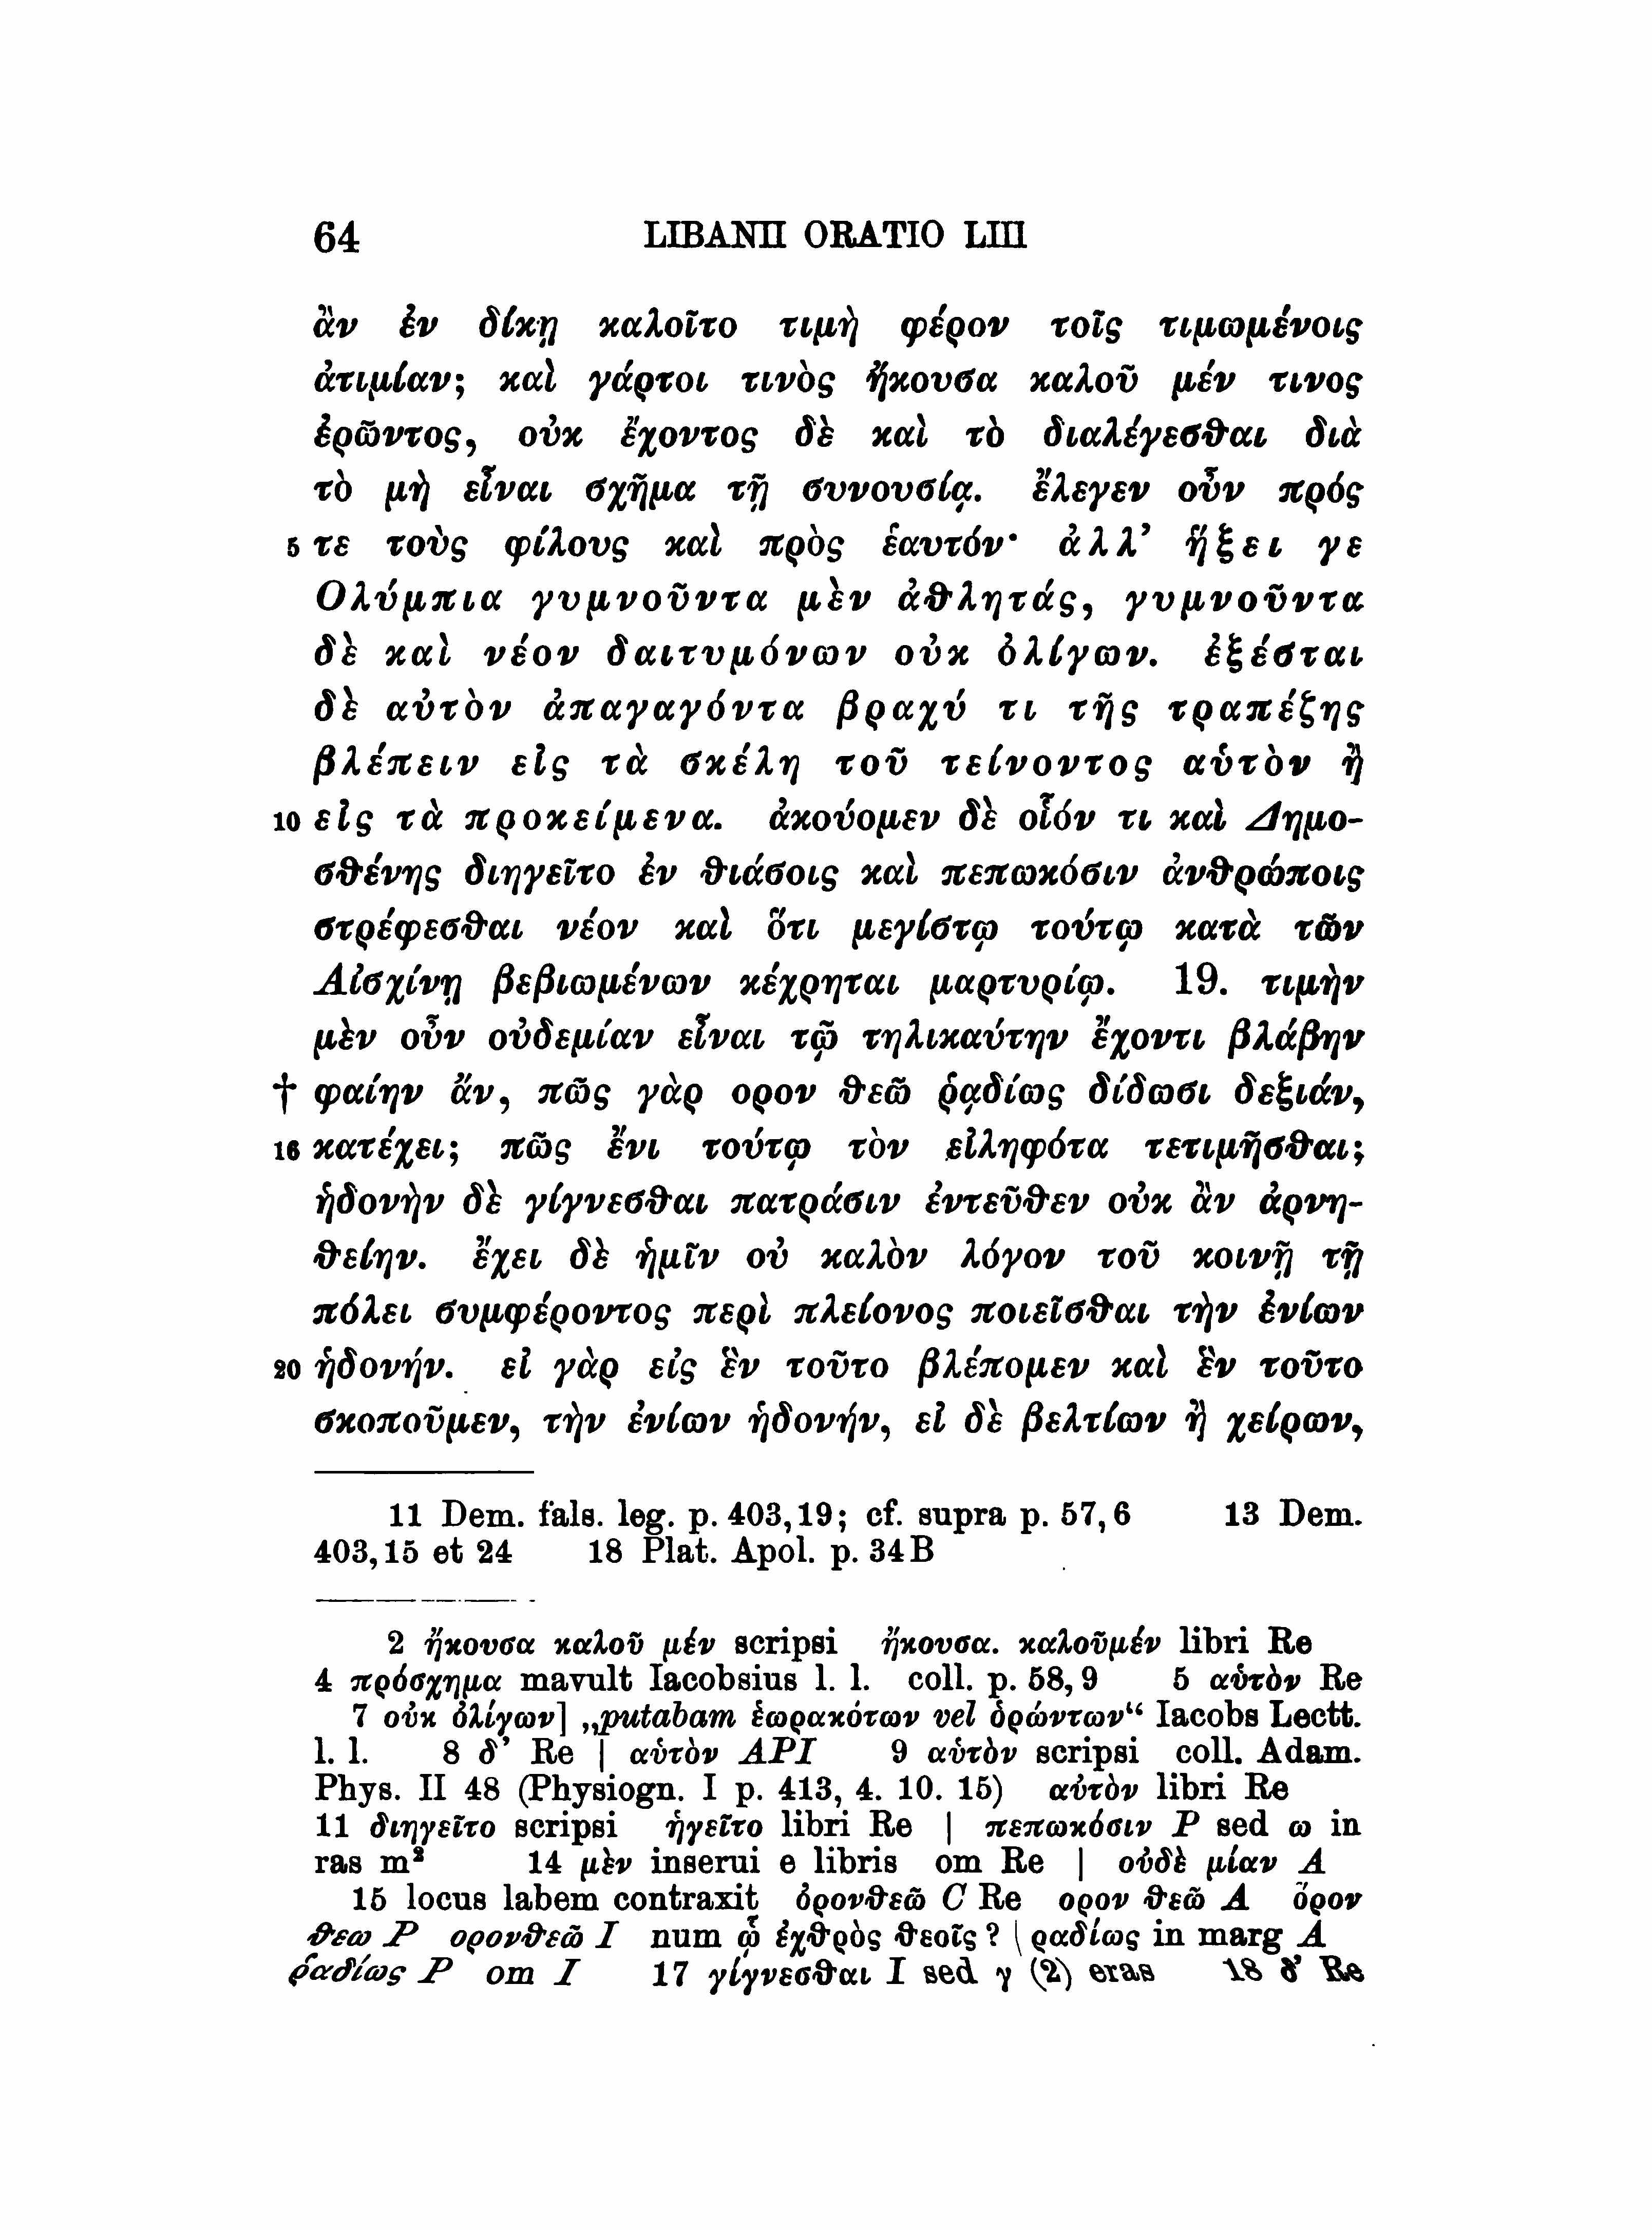 64 LIBANII ORATIO LIII
ἂν ἐν δίκῃ καλοῖτο τιμὴ φέρον τοῖς τιμωμένοις
ἀτιμίαν; καὶ γάρτοι τινὸς ἤκουσα καλοῦ μέν τινος
ἐρῶντος, οὐκ ἔχοντος δὲ καὶ τὸ διαλέγεσθαι διὰ
τὸ μὴ εἶναι σχῆμα τῇ συνουσίᾳ. ἔλεγεν οὖν πρός
5 τε τοὺς φίλους καὶ πρὸς ἑαυτόν· ἀλλ’ ἥξει γε
Ολύμπια γυμνοῦντα μὲν ἀθλητάς, γυμνοῦντα
δὲ καὶ νέον δαιτυμόνων οὐκ ὀλίγων. ἐξέσται
δὲ αὐτὸν ἀπαγαγόντα βραχύ τι τῆς τραπέζης
βλέπειν εἰς τὰ σκέλη τοῦ τείνοντος αὑτὸν ἢ
10 εἰς τὰ προκείμενα. ἀκούομεν δὲ οἷόν τι καὶ Δημο-
σθένης διηγεῖτο ἐν θιάσοις καὶ πεπωκόσιν ἀνθρώποις
στρέφεσθαι νέον καὶ ὅτι μεγίστῳ τούτῳ κατὰ τῶν
Αἰσχίνῃ βεβιωμένων κέχρηται μαρτυρίῳ. 19. τιμὴν
μὲν οὖν οὐδεμίαν εἶναι τῷ τηλικαύτην ἔχοντι βλάβην
† φαίην ἄν, πῶς γὰρ ορον θεῶ ῥᾳδίως δίδωσι δεξιάν,
16 κατέχει; πῶς ἔνι τούτῳ τὸν εἰληφότα τετιμῆσθαι;
ἡδονὴν δὲ γίγνεσθαι πατράσιν ἐντεῦθεν οὐκ ἂν ἀρνη-
θείην. ἔχει δὲ ἡμῖν οὐ καλὸν λόγον τοῦ κοινῇ τῇ
πόλει συμφέροντος περὶ πλείονος ποιεῖσθαι τὴν ἐνίων
20 ἡδονήν. εἰ γὰρ εἰς ἓν τοῦτο βλέπομεν καὶ ἓν τοῦτο
σκοποῦμεν, τὴν ἐνίων ἡδονήν, εἰ δὲ βελτίων ἢ χείρων,
11 Dem. fals. leg. p. 403,19; cf. supra p. 57,6 13 Dem.
403,15 et 24 18 Plat. Apol. p. 34B
2 ἤκουσα καλοῦ μέν scripsi ἤκουσα. καλοῦμέν libri Re
4 πρόσχημα mavult Iacobsius l. l. coll. p. 58, 9 5 αὑτὸν Re
7 οὐκ ὀλίγων] „putabam ἑωρακότων vel ὁρώντων“ Iacobs Lectt.
l. l. 8 δ’ Re | αὑτὸν API 9 αὑτὸν scripsi coll. Adam.
Phys. II 48 (Physiogn. I p. 413, 4. 10. 15) αὐτὸν libri Re
11 διηγεῖτο scripsi ἡγεῖτο libri Re | πεπωκόσιν P sed ω in
ras m² 14 μὲν inserui e libris om Re | οὐδὲ μίαν A
15 locus labem contraxit ὀρονθεῶ C Re ορον θεῶ A ὅρον
θεω P ορονθεῶ I num ᾧ ἐχθρὸς θεοῖς? | ραδίως in marg A
ῥαδίως P om I 17 γίγνεσθαι I sed γ (2) eras 18 δ’ Re